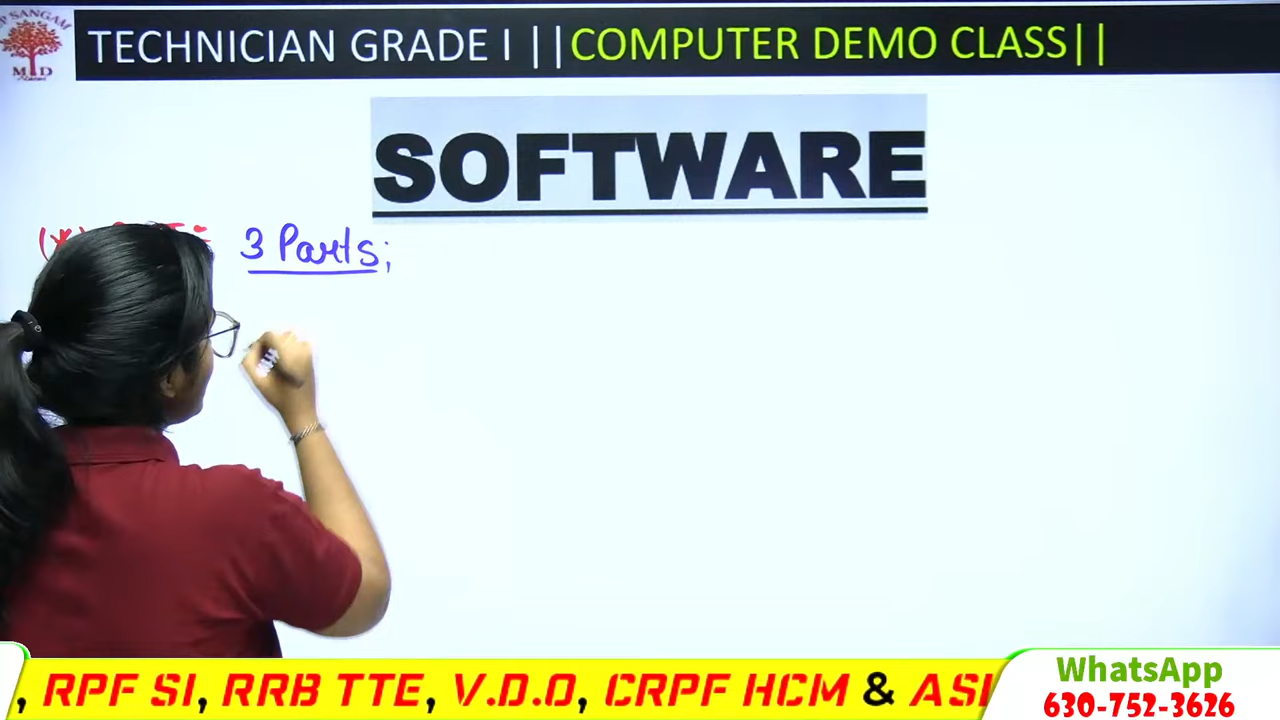 P SANGAM
M D
TECHNICIAN GRADE I ||COMPUTER DEMO CLASS||
SOFTWARE
(*)
3 Parts;
, RPF SI, RRB TTE, V.D.O, CRPF HCM & ASI
WhatsApp
630-752-3626